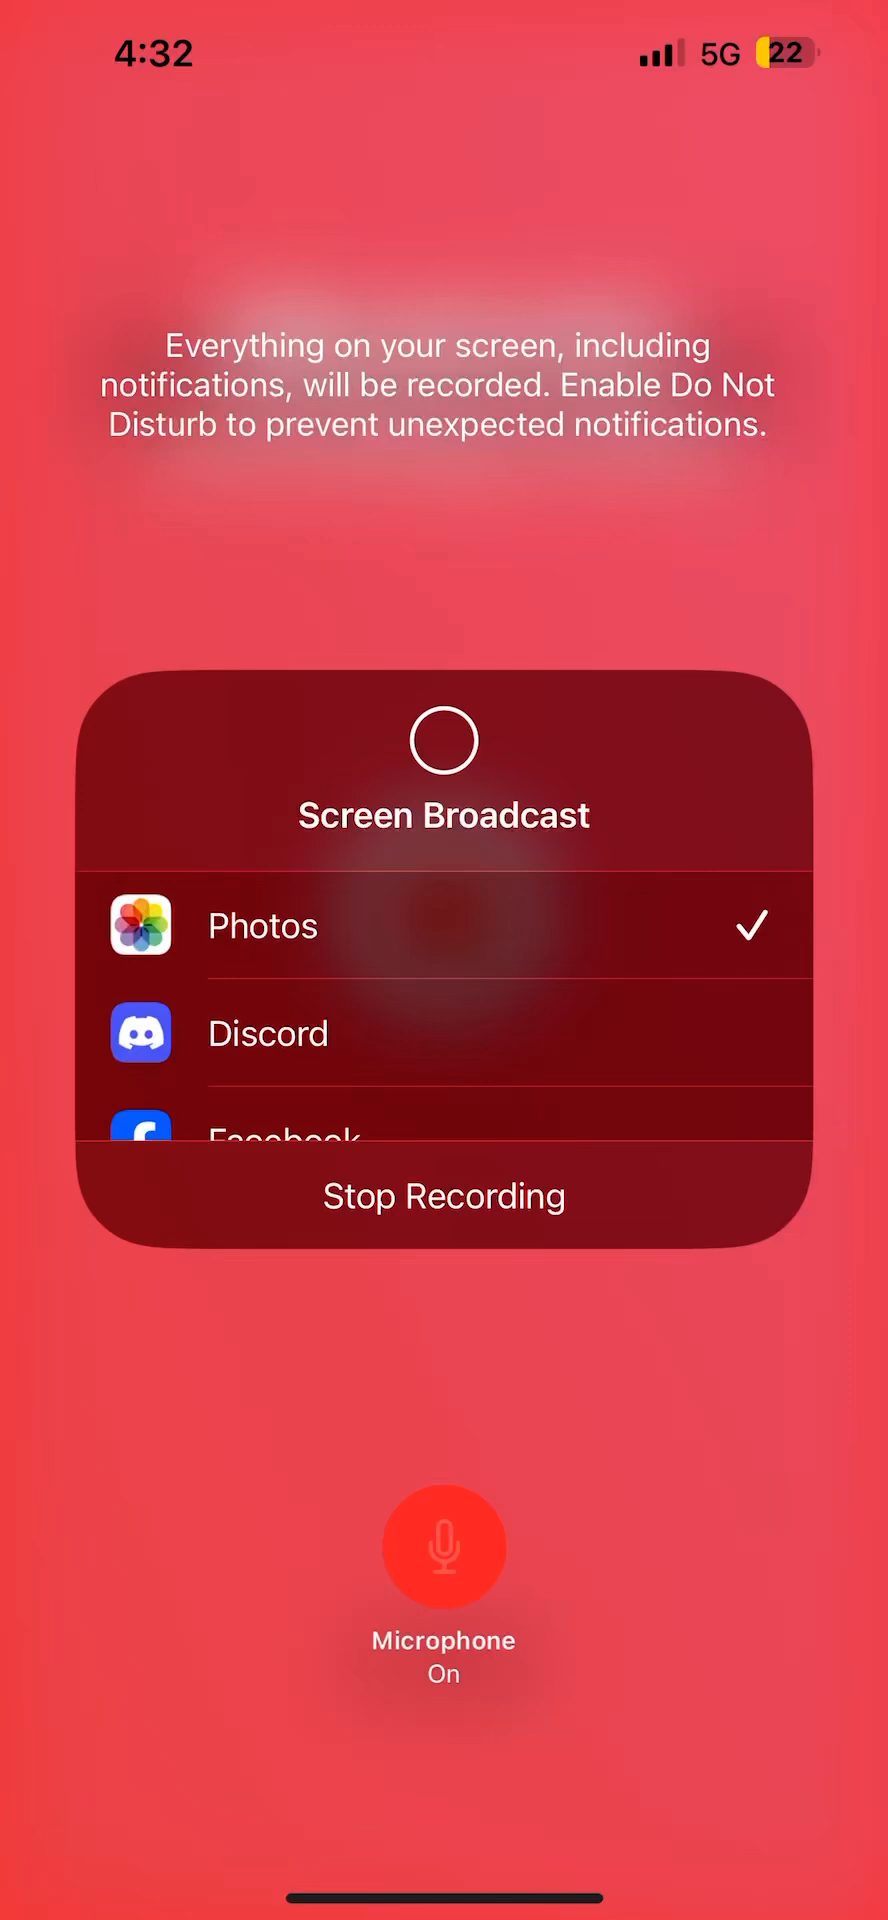 4:32
5G
22
Everything on your screen, including
notifications, will be recorded. Enable Do Not
Disturb to prevent unexpected notifications.
Screen Broadcast
Photos
Discord
Facebook
Stop Recording
Microphone
On